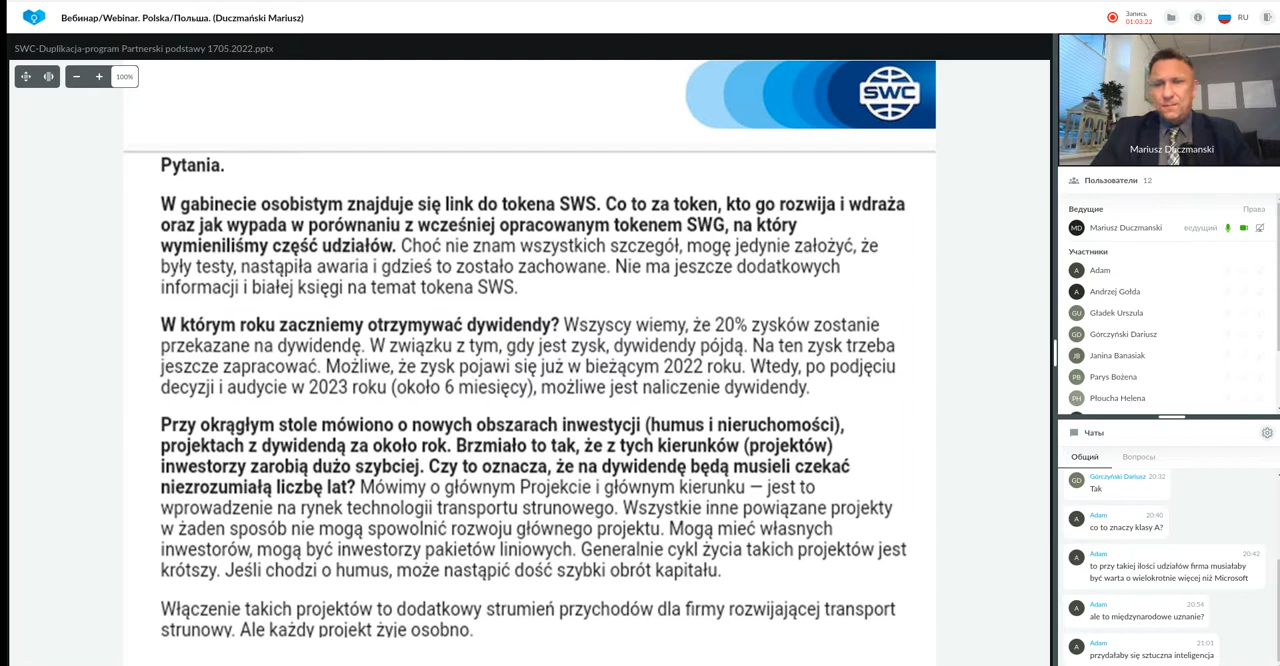 Вебинар/Webinar. Polska/Польша. (Duczmański Mariusz)
Запись
01:03:22
RU
SWC-Duplikacja-program Partnerski podstawy 1705.2022.pptx
100%
SWC
Pytania.
W gabinecie osobistym znajduje się link do tokena SWS. Co to za token, kto go rozwija i wdraża
oraz jak wypada w porównaniu z wcześniej opracowanym tokenem SWG, na który
wymieniliśmy część udziałów. Choć nie znam wszystkich szczegół, mogę jedynie założyć, że
były testy, nastąpiła awaria i gdzieś to zostało zachowane. Nie ma jeszcze dodatkowych
informacji i białej księgi na temat tokena SWS.
W którym roku zaczniemy otrzymywać dywidendy? Wszyscy wiemy, że 20% zysków zostanie
przekazane na dywidendę. W związku z tym, gdy jest zysk, dywidendy pójdą. Na ten zysk trzeba
jeszcze zapracować. Możliwe, że zysk pojawi się już w bieżącym 2022 roku. Wtedy, po podjęciu
decyzji i audycie w 2023 roku (około 6 miesięcy), możliwe jest naliczenie dywidendy.
Przy okrągłym stole mówiono o nowych obszarach inwestycji (humus i nieruchomości),
projektach z dywidendą za około rok. Brzmiało to tak, że z tych kierunków (projektów)
inwestorzy zarobią dużo szybciej. Czy to oznacza, że na dywidendę będą musieli czekać
niezrozumiałą liczbę lat? Mówimy o głównym Projekcie i głównym kierunku — jest to
wprowadzenie na rynek technologii transportu strunowego. Wszystkie inne powiązane projekty
w żaden sposób nie mogą spowolnić rozwoju głównego projektu. Mogą mieć własnych
inwestorów, mogą być inwestorzy pakietów liniowych. Generalnie cykl życia takich projektów jest
krótszy. Jeśli chodzi o humus, może nastąpić dość szybki obrót kapitału.
Włączenie takich projektów to dodatkowy strumień przychodów dla firmy rozwijającej transport
strunowy. Ale każdy projekt żyje osobno.
Mariusz Duczmanski
Пользователи 12
Ведущие Права
MD Mariusz Duczmanski ведущий
Участники
A Adam
A Andrzej Gołda
GU Gładek Urszula
GD Górczyński Dariusz
JB Janina Banasiak
PB Parys Bożena
PH Płoucha Helena
Чаты
Общий Вопросы
GD Górczyński Dariusz 20:32
Tak
A Adam 20:40
co to znaczy klasy A?
A Adam 20:42
to przy takiej ilości udziałów firma musiałaby
być warta o wielokrotnie więcej niż Microsoft
A Adam 20:54
ale to międzynarodowe uznanie?
A Adam 21:01
przydałaby się sztuczna inteligencja